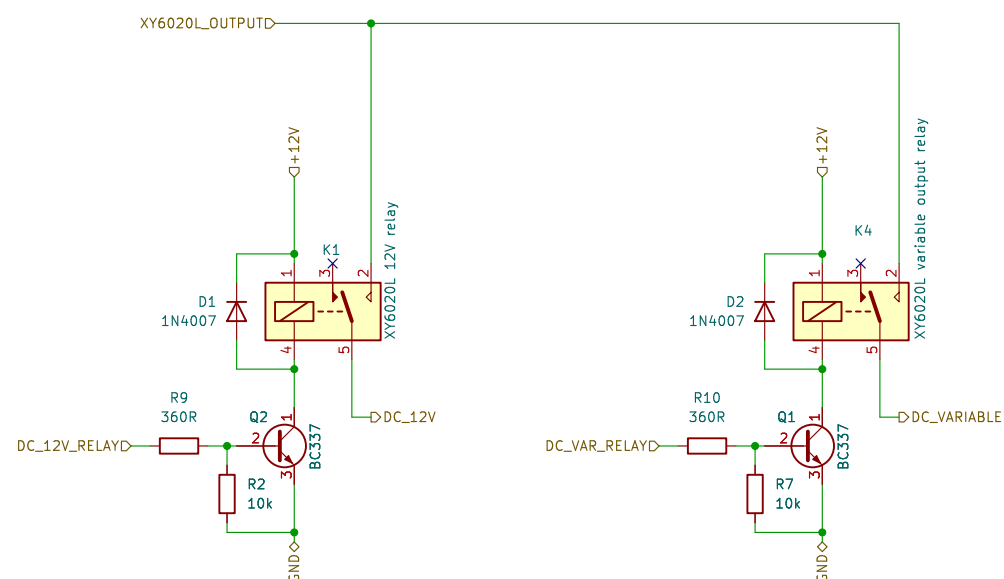 XY6020L_OUTPUT
+12V
K1
3
2
1
XY6020L 12V relay
D1
1N4007
4
5
R9
360R
Q2
1
DC_12V
DC_12V_RELAY
2
BC337
3
R2
10k
GND
+12V
K4
3
2
1
XY6020L variable output relay
D2
1N4007
4
5
R10
360R
Q1
1
DC_VARIABLE
DC_VAR_RELAY
2
BC337
3
R7
10k
GND